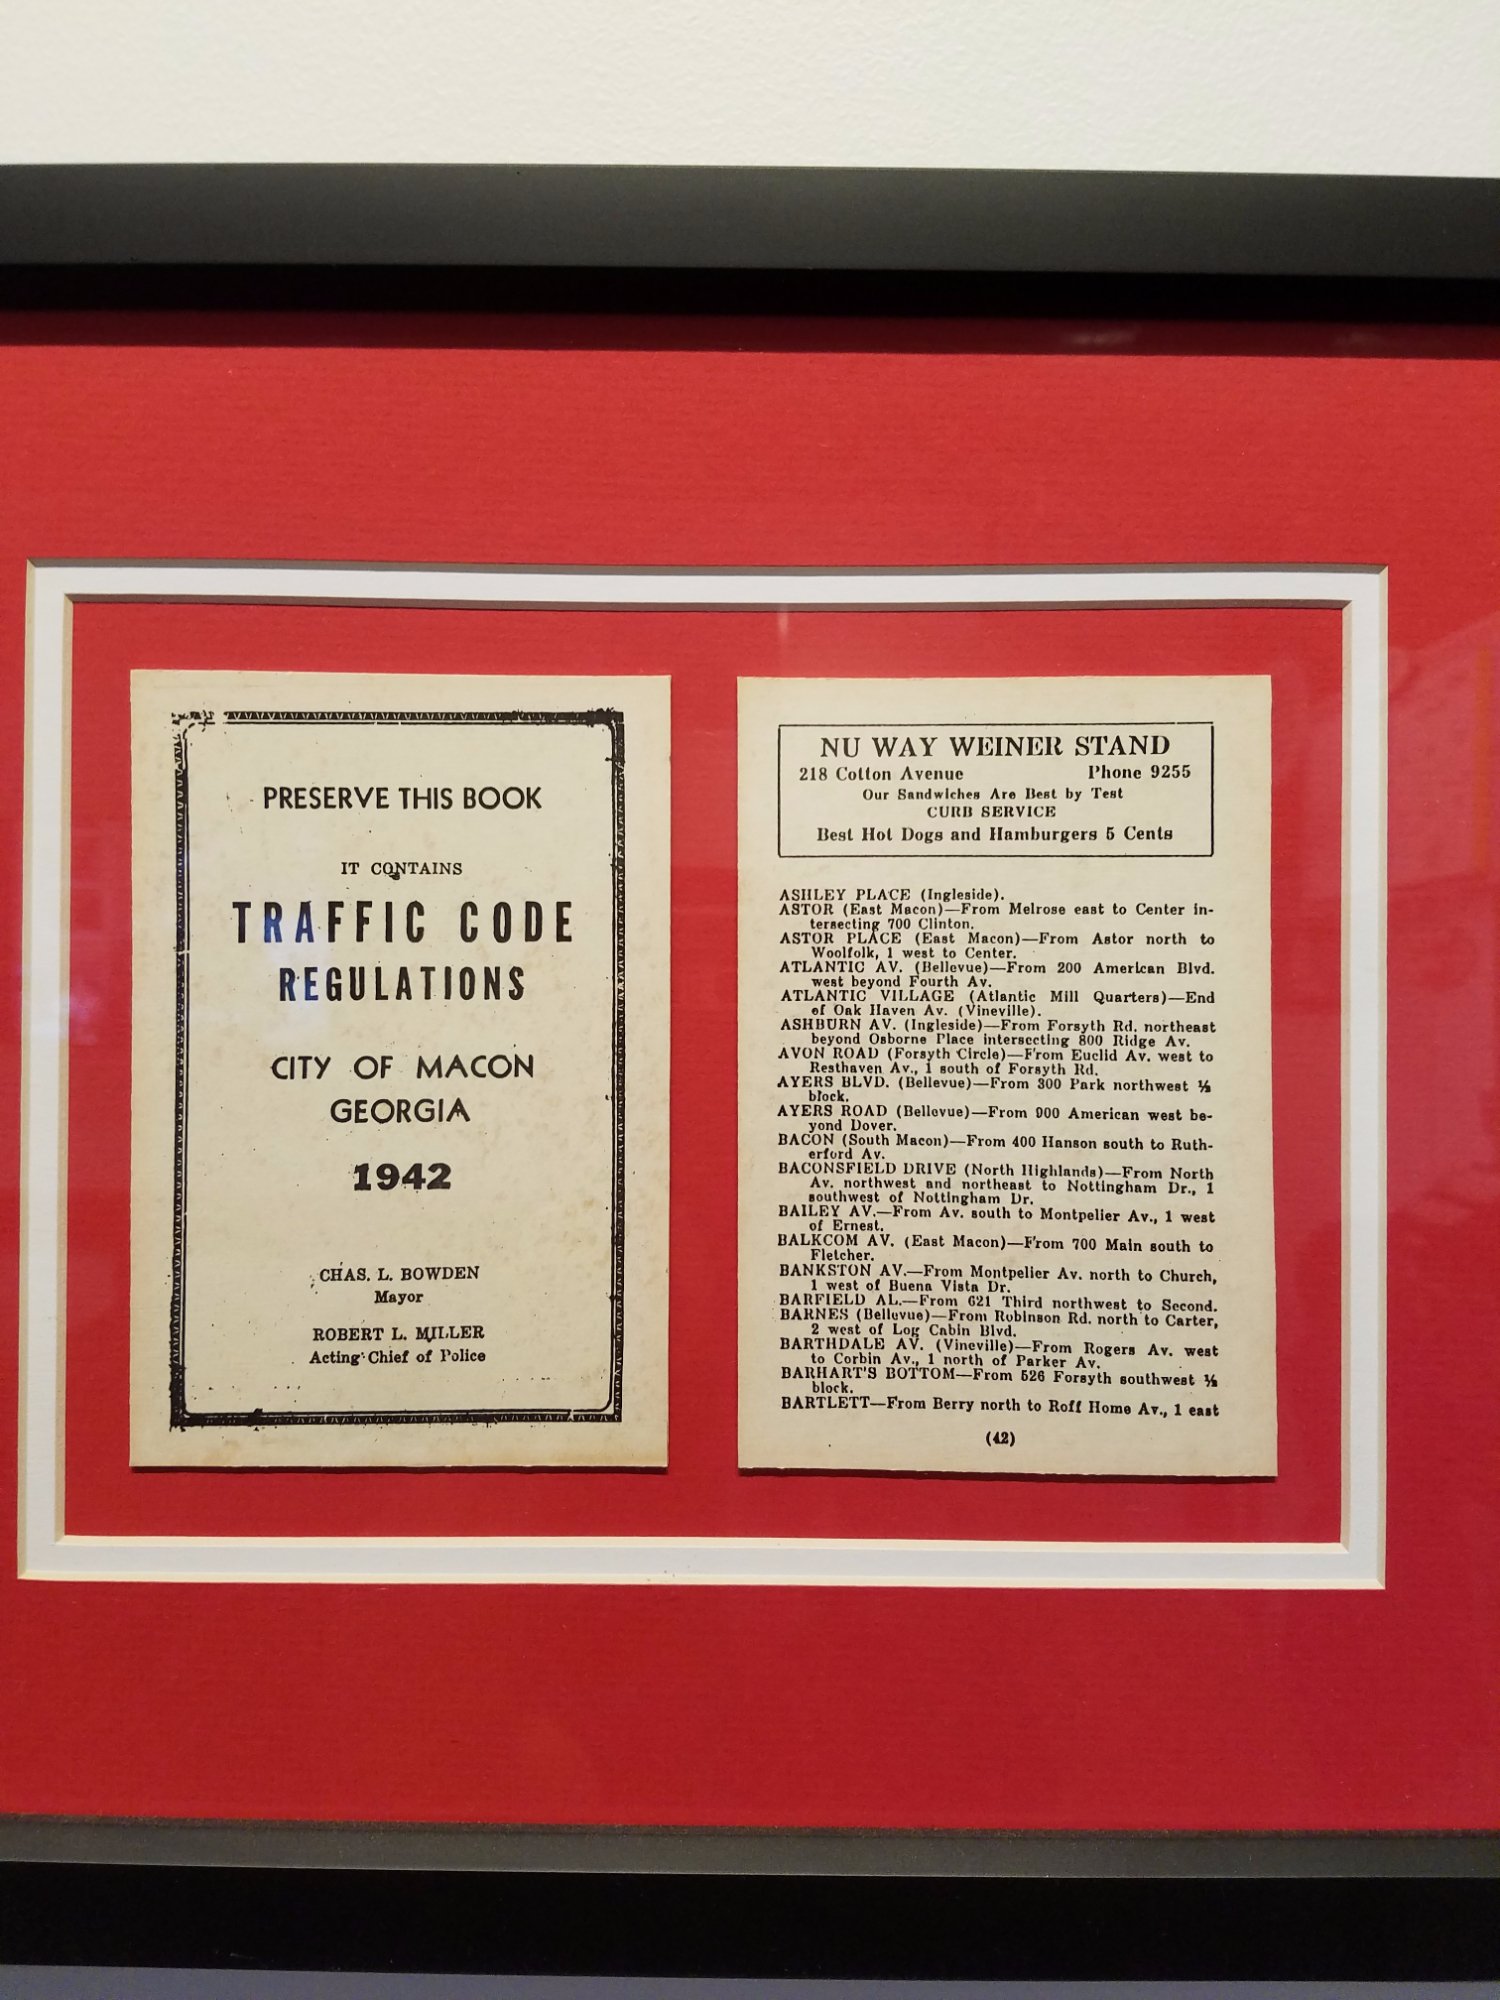 PRESERVE THIS BOOK
IT CONTAINS
TRAFFIC CODE
REGULATIONS
CITY OF MACON
GEORGIA
1942
CHAS. L. BOWDEN
Mayor
ROBERT L. MILLER
Acting Chief of Police
NU WAY WEINER STAND
218 Cotton Avenue Phone 9255
Our Sandwiches Are Best by Test
CURB SERVICE
Best Hot Dogs and Hamburgers 5 Cents
ASHLEY PLACE (Ingleside).
ASTOR (East Macon)—From Melrose east to Center in-
tersecting 700 Clinton.
ASTOR PLACE (East Macon)—From Astor north to
Woolfolk, 1 west to Center.
ATLANTIC AV. (Bellevue)—From 200 American Blvd.
west beyond Fourth Av.
ATLANTIC VILLAGE (Atlantic Mill Quarters)—End
of Oak Haven Av. (Vineville).
ASHBURN AV. (Ingleside)—From Forsyth Rd. northeast
beyond Osborne Place intersecting 800 Ridge Av.
AVON ROAD (Forsyth Circle)—From Euclid Av. west to
Resthaven Av., 1 south of Forsyth Rd.
AYERS BLVD. (Bellevue)—From 300 Park northwest ½
block.
AYERS ROAD (Bellevue)—From 900 American west be-
yond Dover.
BACON (South Macon)—From 400 Hanson south to Ruth-
erford Av.
BACONSFIELD DRIVE (North Highlands)—From North
Av. northwest and northeast to Nottingham Dr., 1
southwest of Nottingham Dr.
BAILEY AV.—From Av. south to Montpelier Av., 1 west
of Ernest.
BALKCOM AV. (East Macon)—From 700 Main south to
Fletcher.
BANKSTON AV.—From Montpelier Av. north to Church,
1 west of Buena Vista Dr.
BARFIELD AL.—From 621 Third northwest to Second.
BARNES (Bellevue)—From Robinson Rd. north to Carter,
2 west of Log Cabin Blvd.
BARTHDALE AV. (Vineville)—From Rogers Av. west
to Corbin Av., 1 north of Parker Av.
BARHART'S BOTTOM—From 526 Forsyth southwest ½
block.
BARTLETT—From Berry north to Roff Home Av., 1 east
(42)